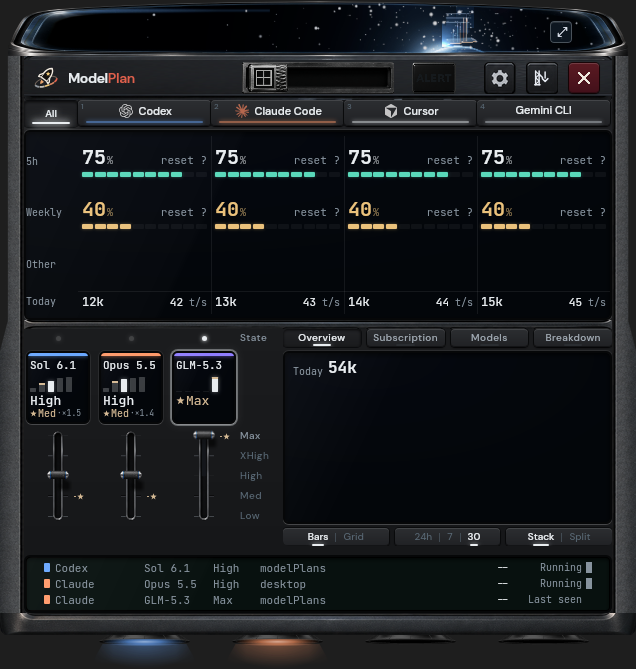 ModelPlan
ALERT
All
1 Codex
2 Claude Code
3 Cursor
4 Gemini CLI
5h 75% reset ? 75% reset ? 75% reset ? 75% reset ?
Weekly 40% reset ? 40% reset ? 40% reset ? 40% reset ?
Other
Today 12k 42 t/s 13k 43 t/s 14k 44 t/s 15k 45 t/s
State
Overview Subscription Models Breakdown
Sol 6.1 Opus 5.5 GLM-5.3
Today 54k
High High ★Max
★Med·×1.5 ★Med·×1.4
Max
XHigh
High
Med
Low
Bars | Grid 24h | 7 | 30 Stack | Split
Codex Sol 6.1 High modelPlans -- Running
Claude Opus 5.5 High desktop -- Running
Claude GLM-5.3 Max modelPlans -- Last seen